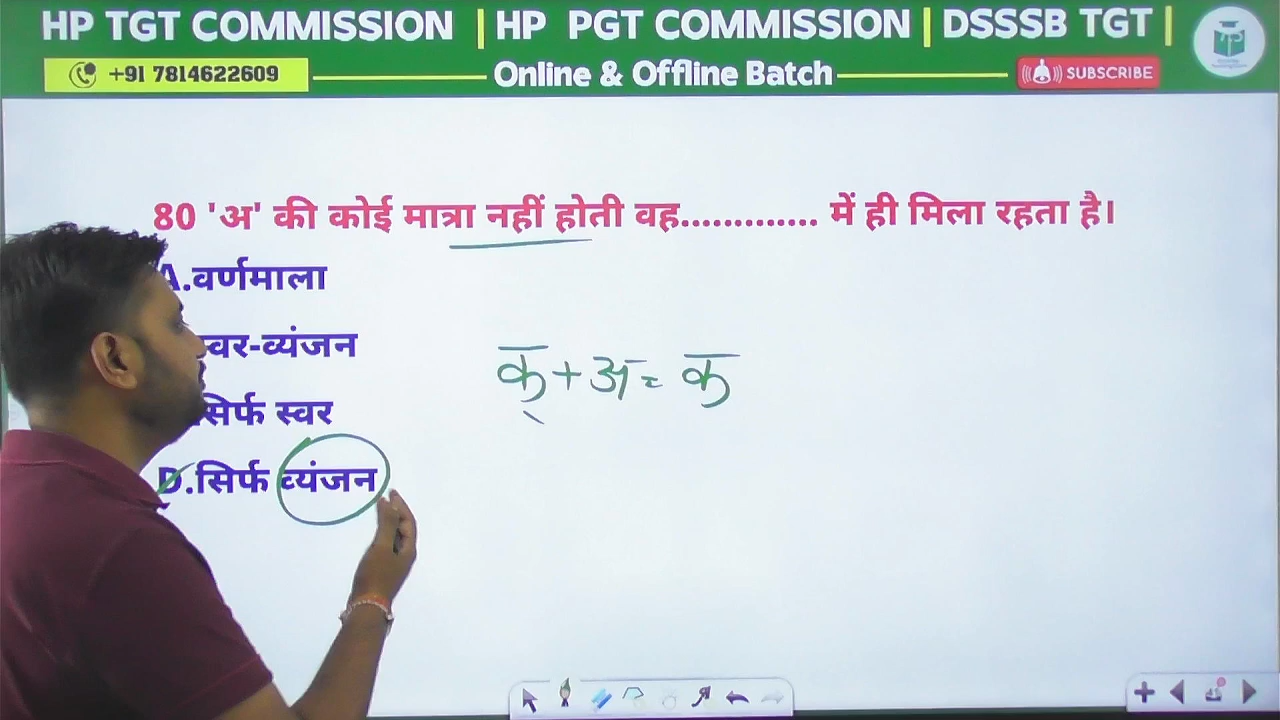 HP TGT COMMISSION | HP PGT COMMISSION | DSSSB TGT |
+91 7814622609 Online & Offline Batch SUBSCRIBE
80 'अ' की कोई मात्रा नहीं होती वह............. में ही मिला रहता है।
A.वर्णमाला
स्वर-व्यंजन
क् + अ = क
सिर्फ स्वर
D.सिर्फ व्यंजन